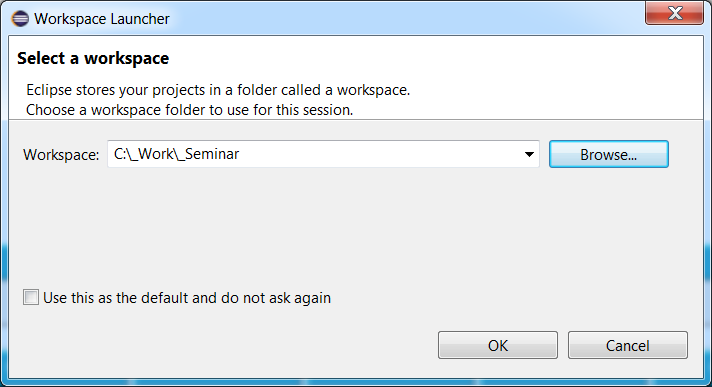 Workspace Launcher
Select a workspace
Eclipse stores your projects in a folder called a workspace.
Choose a workspace folder to use for this session.
Workspace: C:\_Work\_Seminar Browse...
Use this as the default and do not ask again
OK Cancel